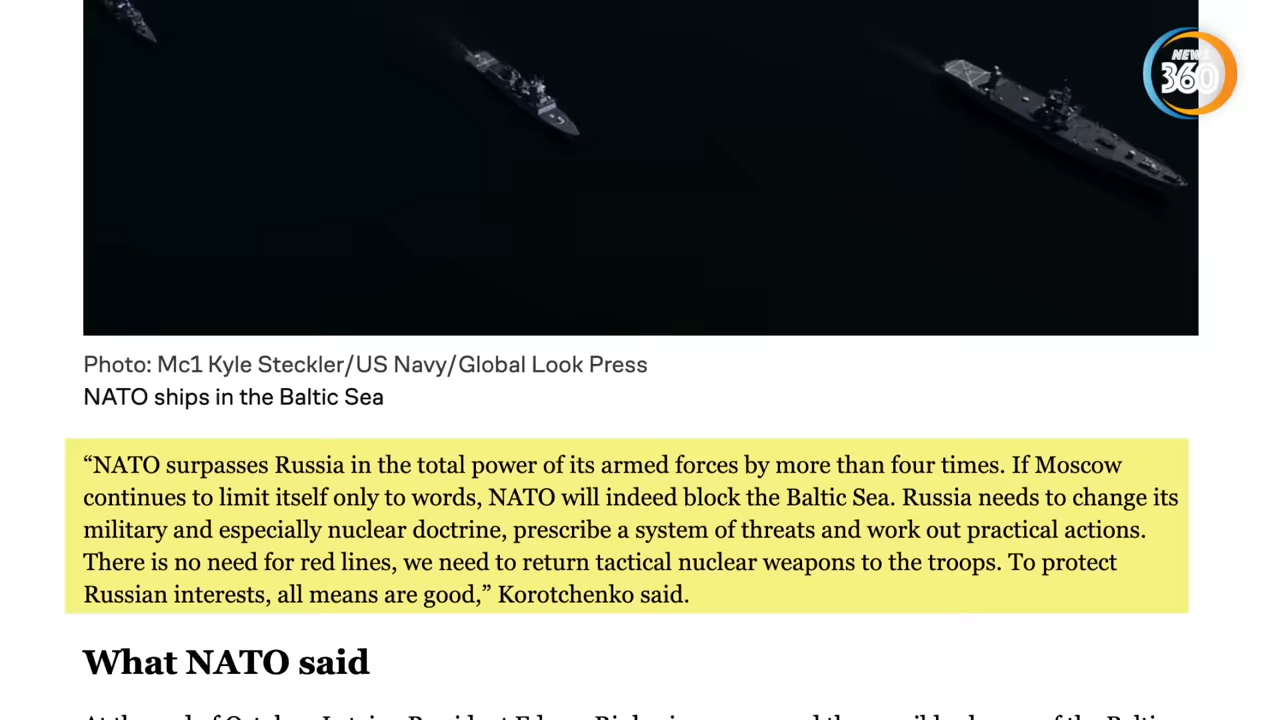 NEWS
360
Photo: Mc1 Kyle Steckler/US Navy/Global Look Press
NATO ships in the Baltic Sea
“NATO surpasses Russia in the total power of its armed forces by more than four times. If Moscow
continues to limit itself only to words, NATO will indeed block the Baltic Sea. Russia needs to change its
military and especially nuclear doctrine, prescribe a system of threats and work out practical actions.
There is no need for red lines, we need to return tactical nuclear weapons to the troops. To protect
Russian interests, all means are good,” Korotchenko said.
What NATO said